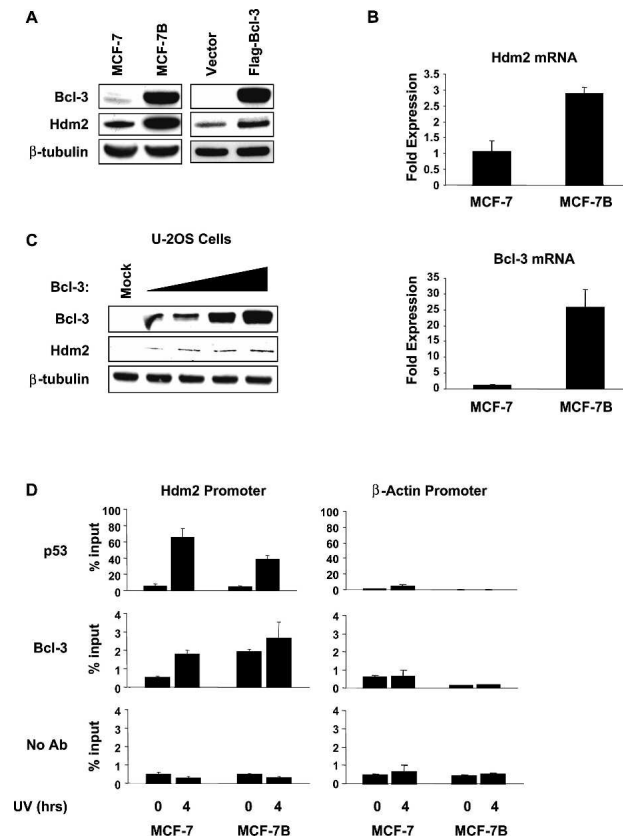 A
MCF-7
MCF-7B
Vector
Flag-Bcl-3
Bcl-3
Hdm2
β-tubulin
B
Hdm2 mRNA
Fold Expression
3.5
3
2.5
2
1.5
1
0.5
0
MCF-7
MCF-7B
Bcl-3 mRNA
Fold Expression
35
30
25
20
15
10
5
0
MCF-7
MCF-7B
C
U-2OS Cells
Mock
Bcl-3:
Bcl-3
Hdm2
β-tubulin
D
Hdm2 Promoter
β-Actin Promoter
p53
% input
100
80
60
40
20
0
100
80
60
40
20
0
Bcl-3
% input
4
3
2
1
0
4
3
2
1
0
No Ab
% input
4
3
2
1
0
4
3
2
1
0
UV (hrs)
0 4 0 4 0 4 0 4
MCF-7 MCF-7B MCF-7 MCF-7B